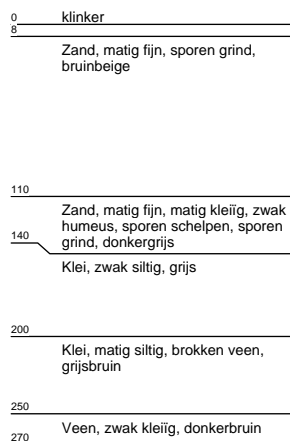 0 klinker
8
Zand, matig fijn, sporen grind,
bruinbeige
110
Zand, matig fijn, matig kleiïg, zwak
humeus, sporen schelpen, sporen
grind, donkergrijs
140
Klei, zwak siltig, grijs
200
Klei, matig siltig, brokken veen,
grijsbruin
250
Veen, zwak kleiïg, donkerbruin
270